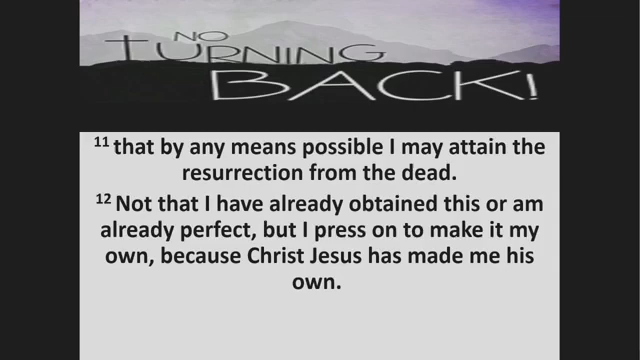 NO
TURNING
BACK!
11 that by any means possible I may attain the
resurrection from the dead.
12 Not that I have already obtained this or am
already perfect, but I press on to make it my
own, because Christ Jesus has made me his
own.